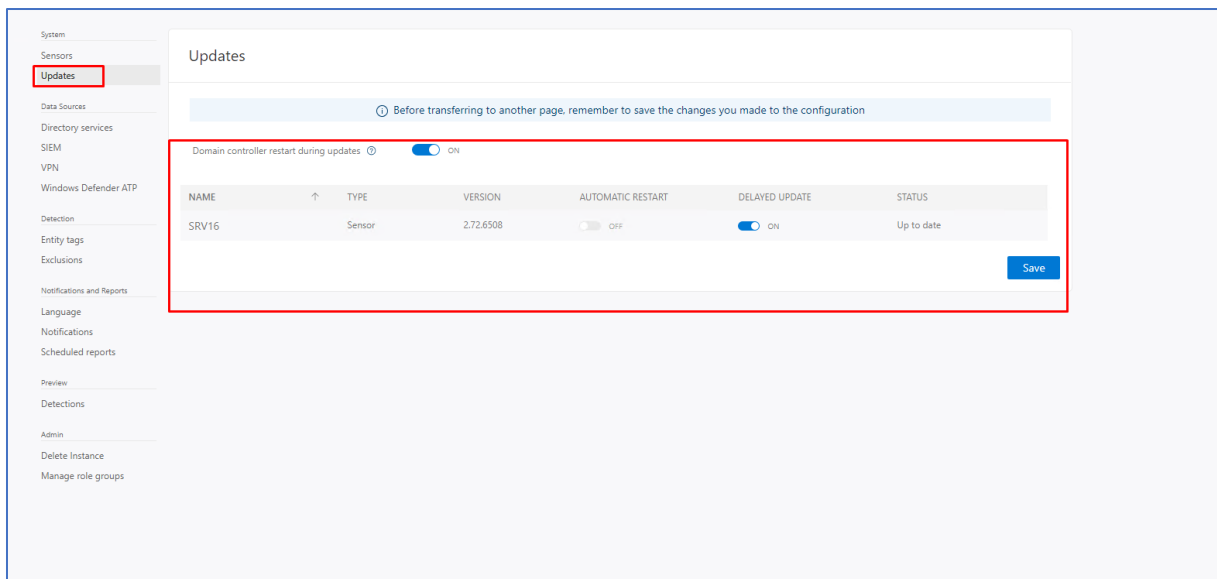 System
Sensors
Updates
Data Sources
Directory services
SIEM
VPN
Windows Defender ATP
Detection
Entity tags
Exclusions
Notifications and Reports
Language
Notifications
Scheduled reports
Preview
Detections
Admin
Delete Instance
Manage role groups
Updates
Before transferring to another page, remember to save the changes you made to the configuration
Domain controller restart during updates ON
NAME TYPE VERSION AUTOMATIC RESTART DELAYED UPDATE STATUS
SRV16 Sensor 2.72.6508 OFF ON Up to date
Save